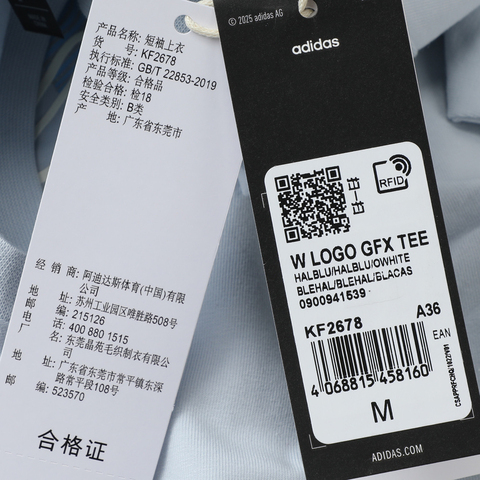 产品名称: 短袖上衣
货 号: KF2678
执行标准: GB/T 22853-2019
产品等级: 合格品
检验合格: 检18
安全类别: B类
产 地: 广东省东莞市
经 销 商: 阿迪达斯体育(中国)有限
公司
地 址: 苏州工业园区唯胜路508号
邮 编: 215126
电 话: 400 880 1515
厂 名: 东莞晶苑毛织制衣有限公司
地 址: 广东省东莞市常平镇东深
路常平段108号
邮 编: 523570
合格证
© 2025 adidas AG
adidas
RFID
W LOGO GFX TEE
HALBLU/HALBLU/OWHITE
BLEHAL/BLEHAL/BLACAS
0900941539
KF2678 A36
EAN
4 068815 458160
M
ADIDAS.COM